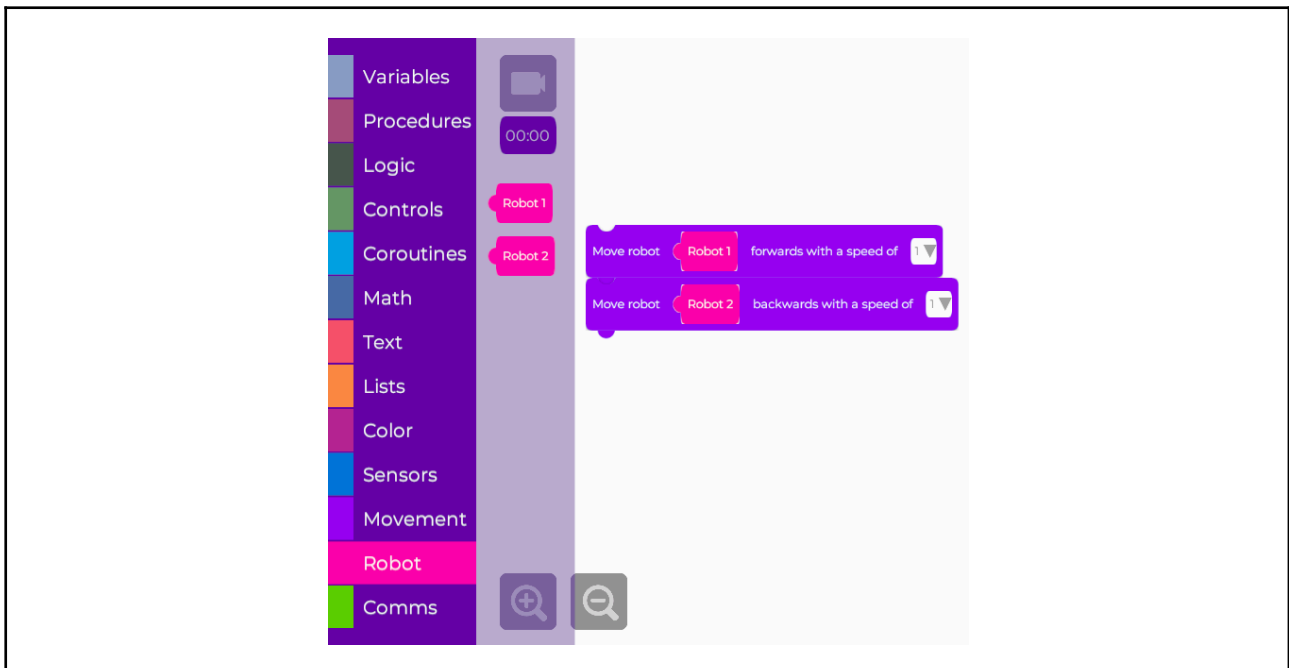 Variables
Procedures
Logic
Controls
Coroutines
Math
Text
Lists
Color
Sensors
Movement
Robot
Comms
00:00
Robot 1
Robot 2
Move robot Robot 1 forwards with a speed of 1
Move robot Robot 2 backwards with a speed of 1